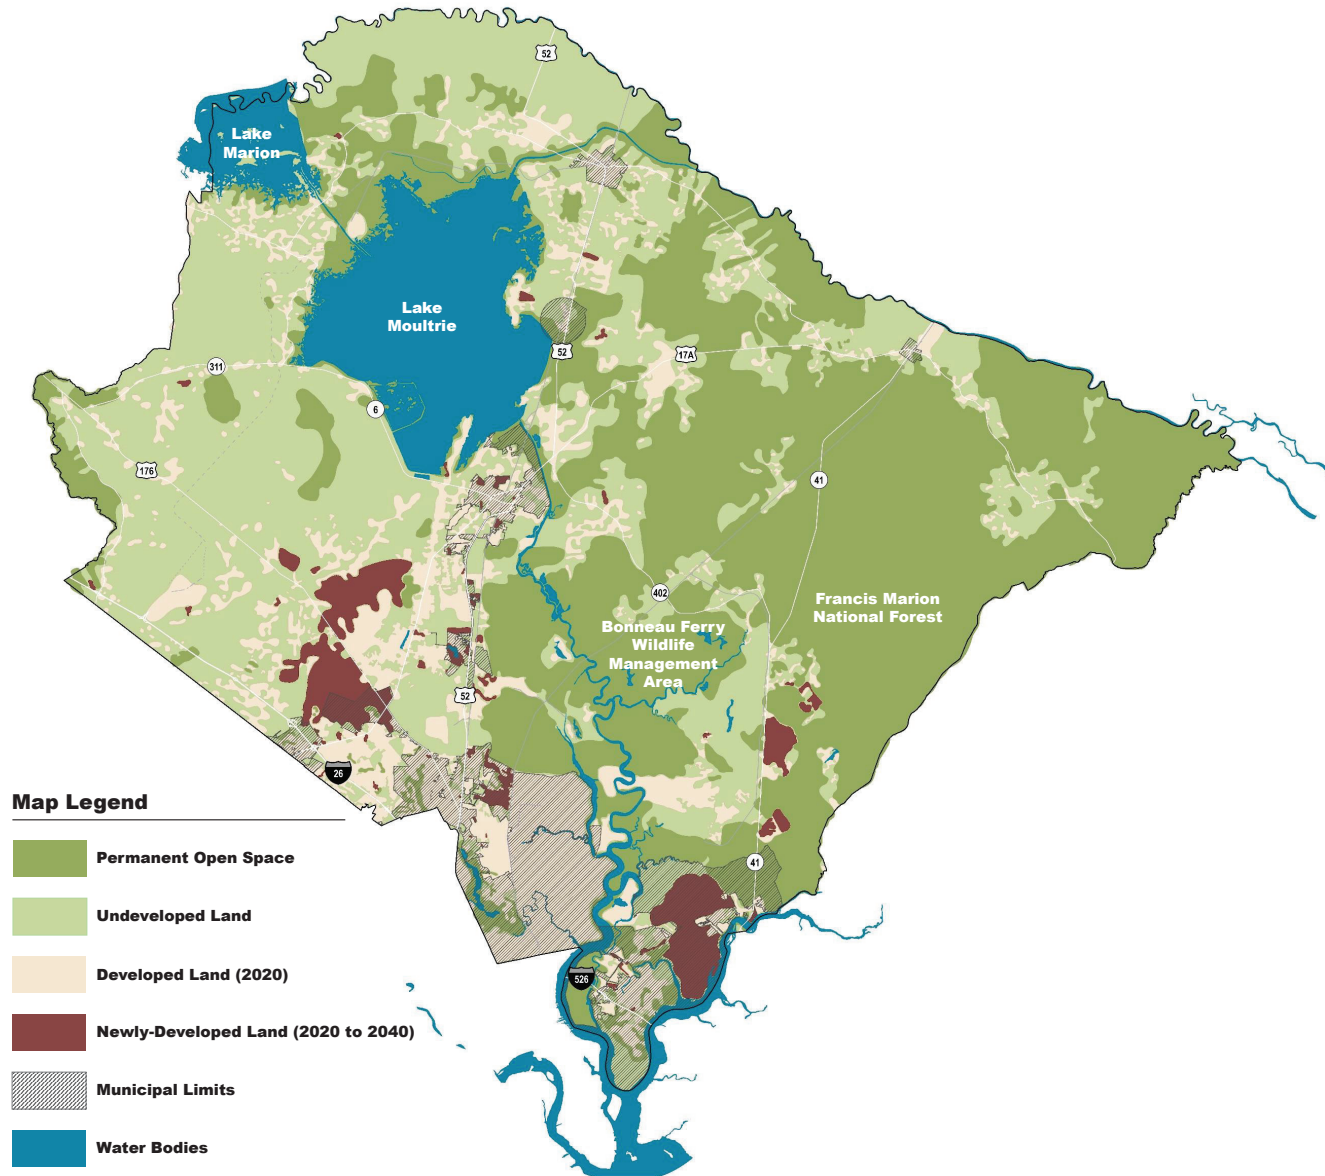 52
Lake
Marion
Lake
Moultrie
52
17A
311
6
176
41
402
Francis Marion
National Forest
Bonneau Ferry
Wildlife
Management
Area
52
26
41
526
Map Legend
Permanent Open Space
Undeveloped Land
Developed Land (2020)
Newly-Developed Land (2020 to 2040)
Municipal Limits
Water Bodies